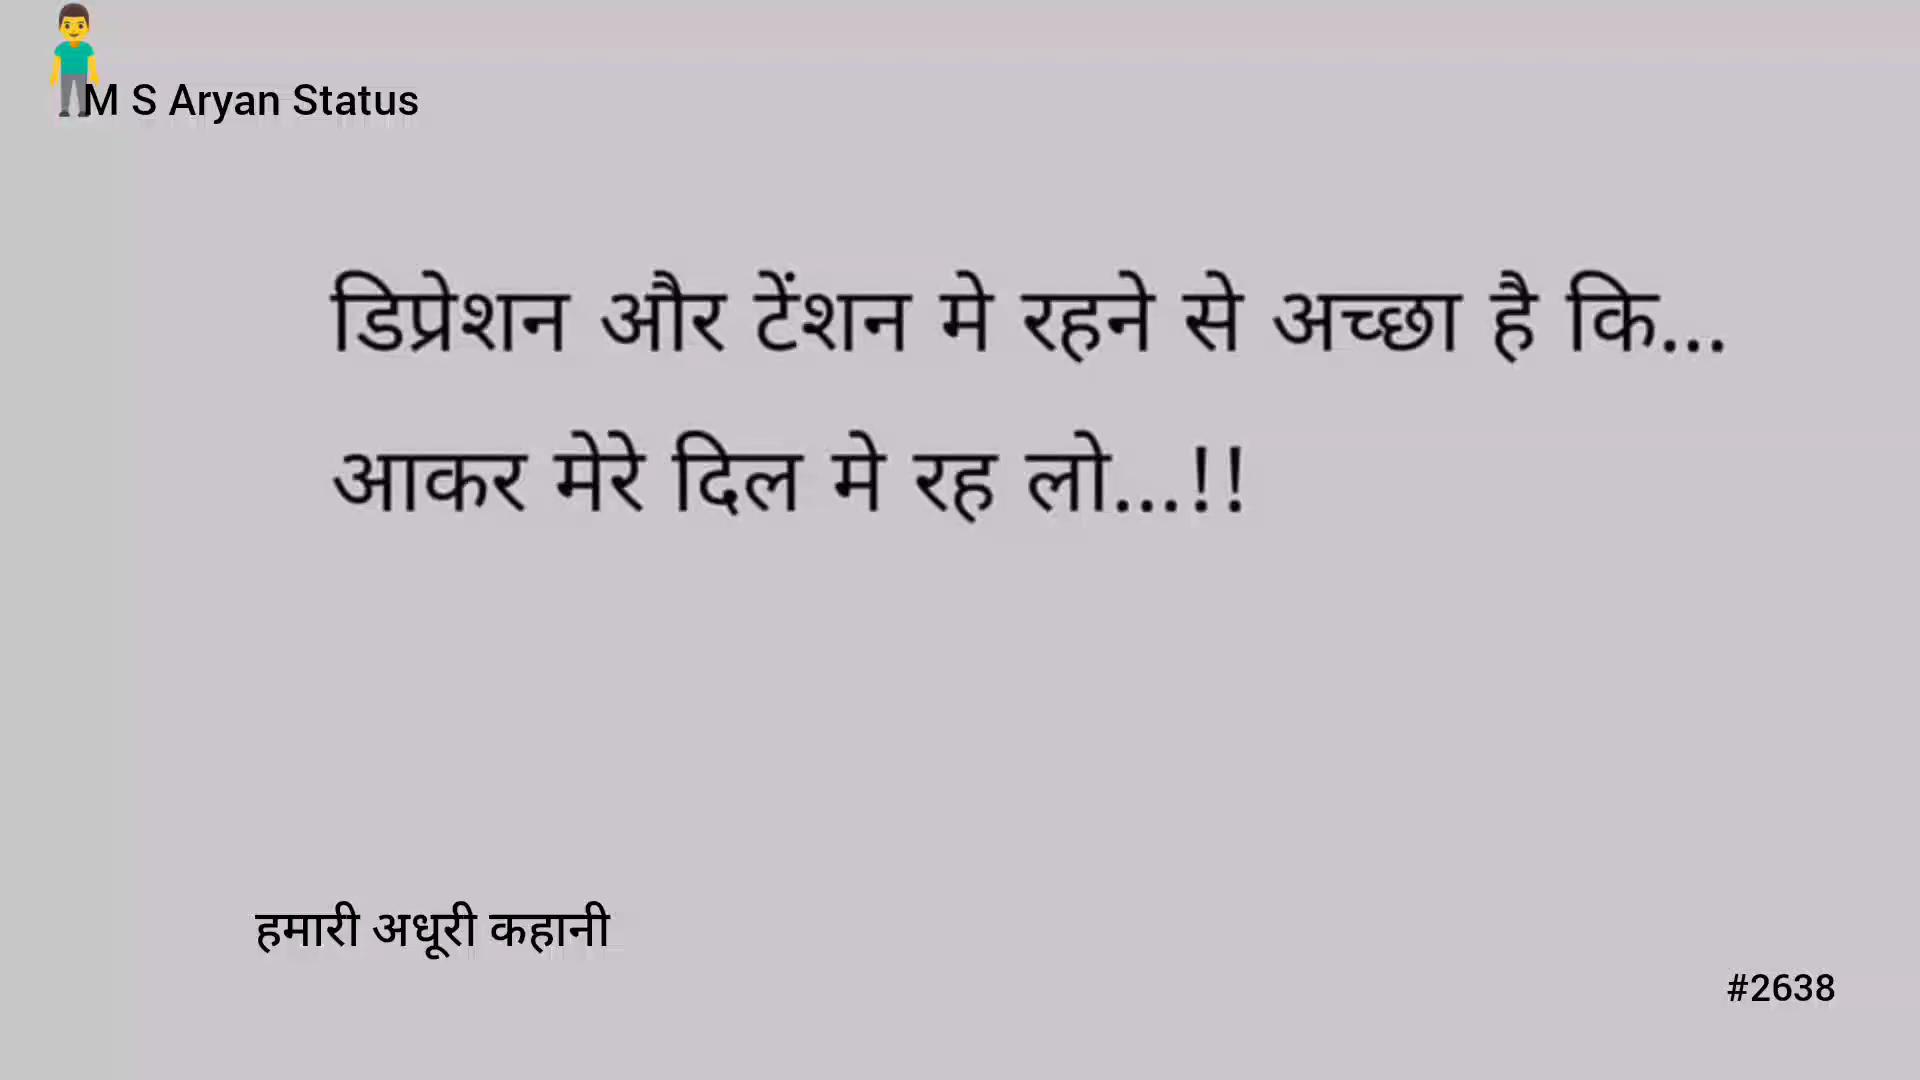 M S Aryan Status
डिप्रेशन और टेंशन मे रहने से अच्छा है कि...
आकर मेरे दिल मे रह लो...!!
हमारी अधूरी कहानी
#2638